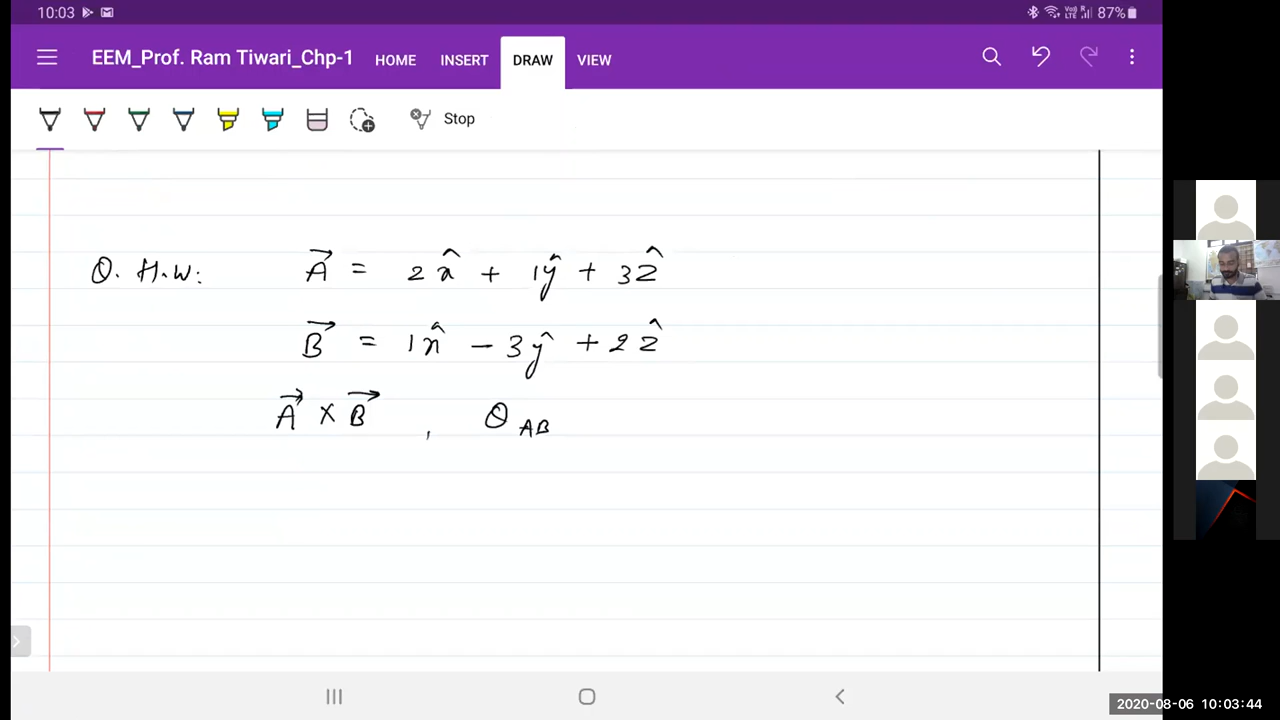 10:03 87%
EEM_Prof. Ram Tiwari_Chp-1 HOME INSERT DRAW VIEW
Stop
Q. H.W: A⃗ = 2x̂ + 1ŷ + 3ẑ
B⃗ = 1x̂ - 3ŷ + 2ẑ
A⃗ × B⃗ , θ_AB
2020-08-06 10:03:44